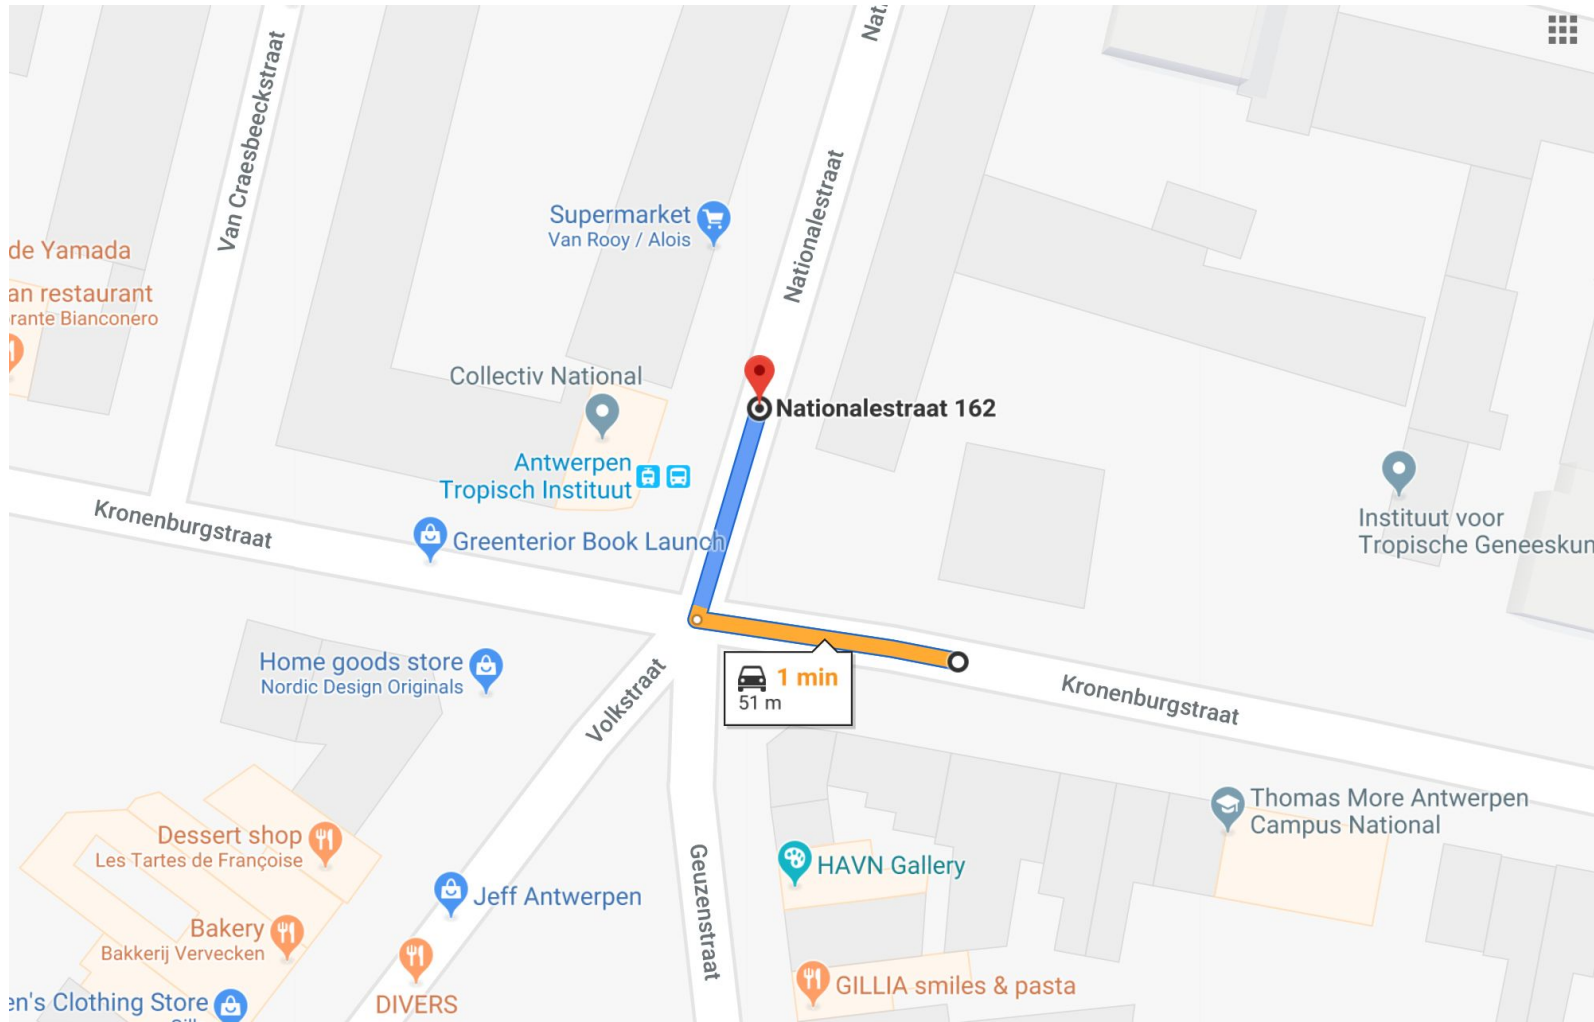 Nat.
Van Craesbeeckstraat
Nationalestraat
Supermarket
Van Rooy / Alois
de Yamada
an restaurant
rante Bianconero
Collectiv National
Nationalestraat 162
Antwerpen
Tropisch Instituut
Kronenburgstraat
Greenterior Book Launch
Instituut voor
Tropische Geneeskun
Home goods store
Nordic Design Originals
Volkstraat
1 min
51 m
Kronenburgstraat
Thomas More Antwerpen
Campus National
Dessert shop
Les Tartes de Françoise
HAVN Gallery
Geuzenstraat
Jeff Antwerpen
Bakery
Bakkerij Vervecken
GILLIA smiles & pasta
en's Clothing Store
DIVERS